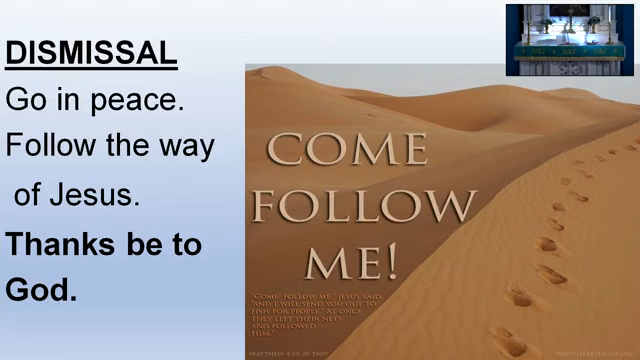 DISMISSAL
Go in peace.
Follow the way
of Jesus.
Thanks be to
God.
COME
FOLLOW
ME!
"COME, FOLLOW ME," JESUS SAID,
"AND I WILL SEND YOU OUT TO
FISH FOR PEOPLE." AT ONCE
THEY LEFT THEIR NETS
AND FOLLOWED
HIM."
MATTHEW 4:19-20 TNIV